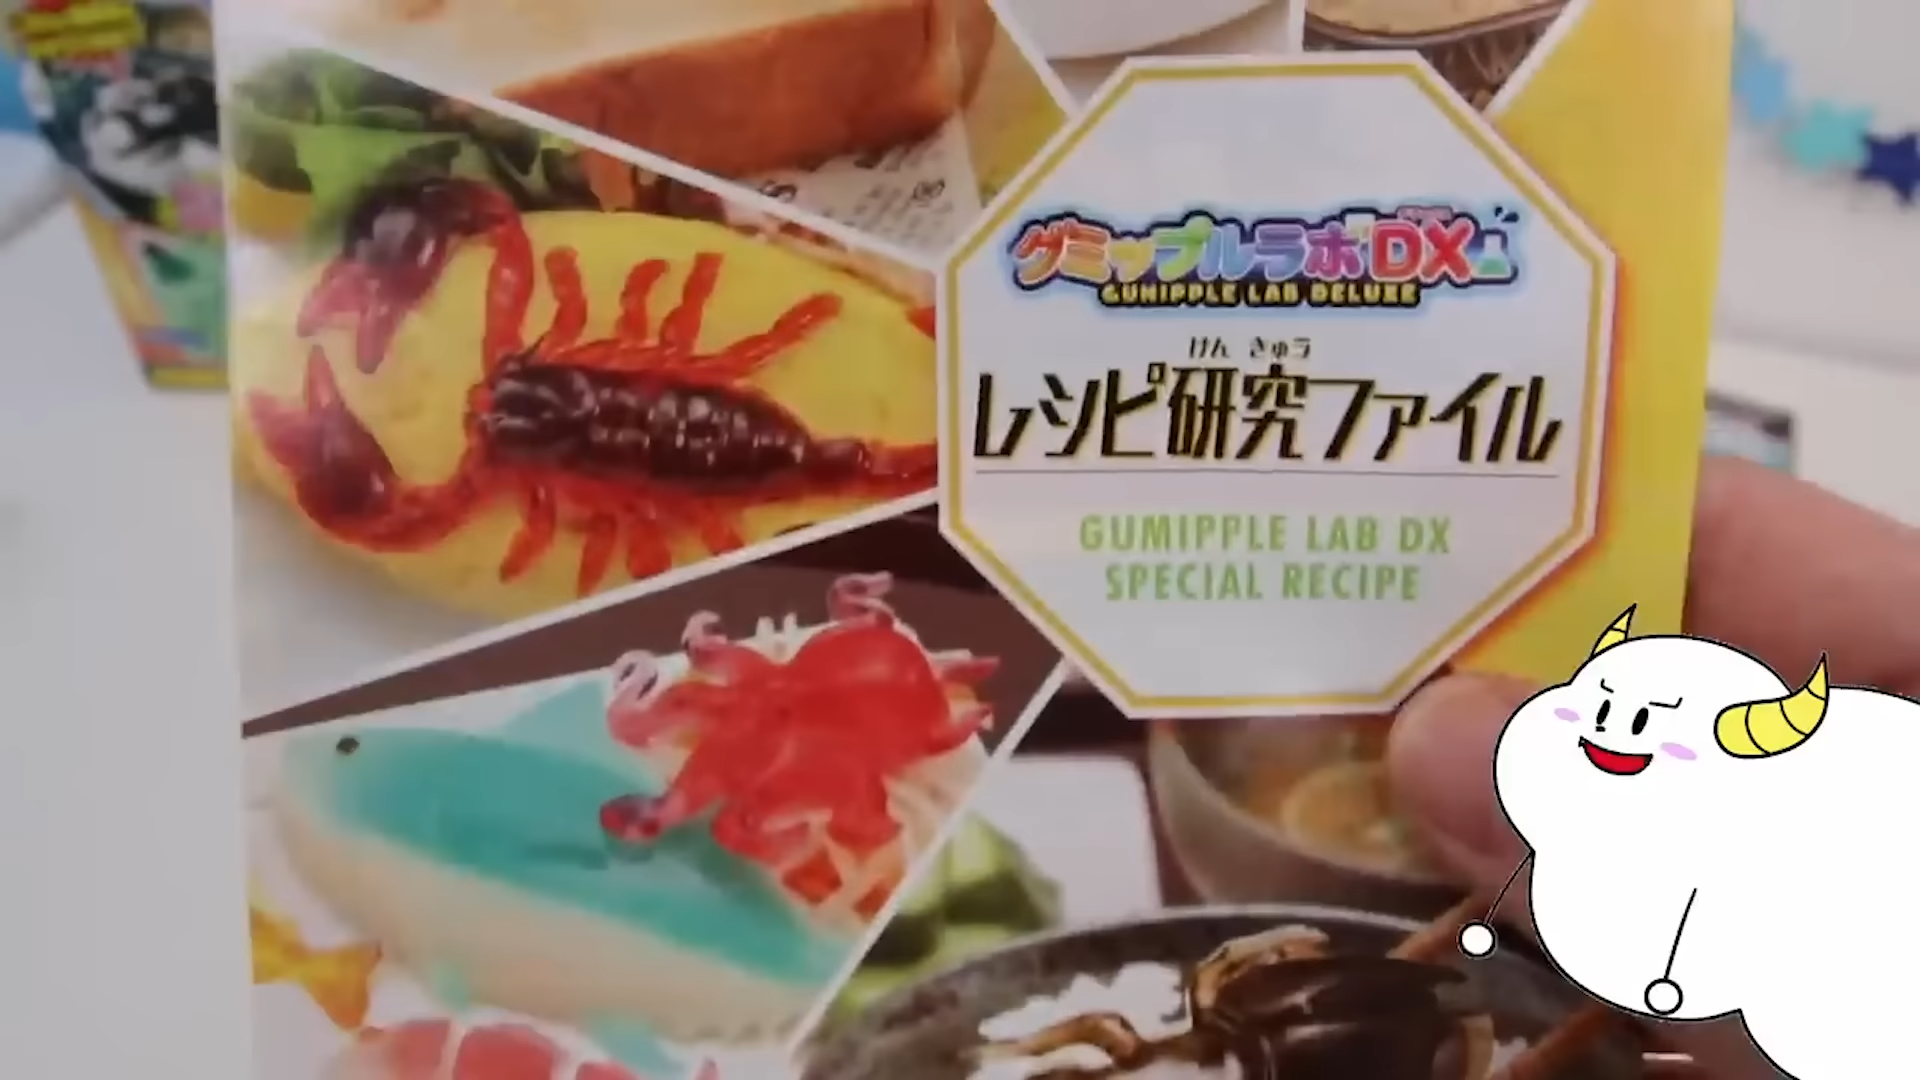 グミップルラボDX
GUMIPPLE LAB DELUXE
けん きゅう
レシピ研究ファイル
GUMIPPLE LAB DX
SPECIAL RECIPE